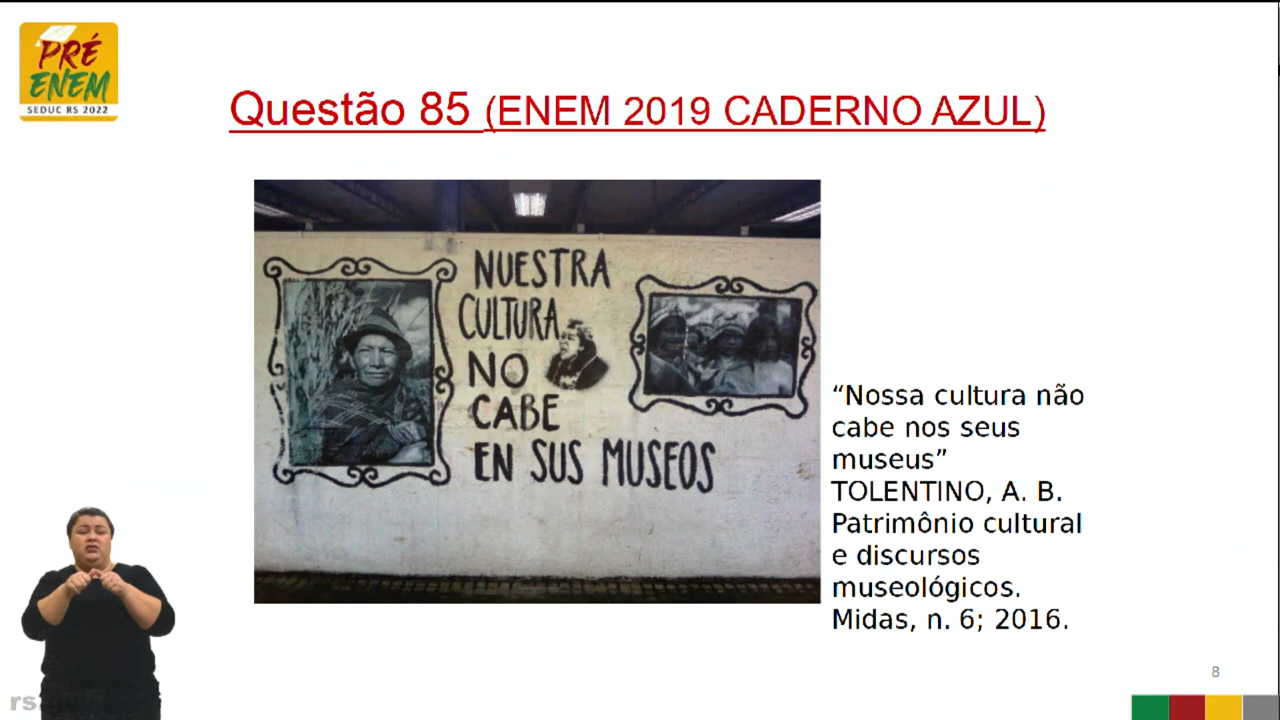 PRÉ
ENEM
SEDUC RS 2022
Questão 85 (ENEM 2019 CADERNO AZUL)
NUESTRA
CULTURA
NO
CABE
EN SUS MUSEOS
“Nossa cultura não
cabe nos seus
museus”
TOLENTINO, A. B.
Patrimônio cultural
e discursos
museológicos.
Midas, n. 6; 2016.
8